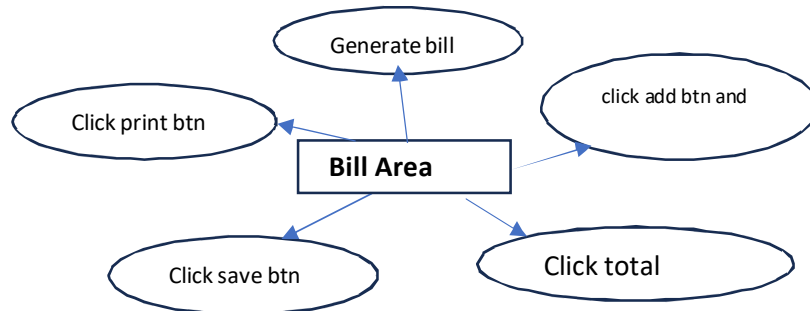 Generate bill
click add btn and
Click print btn
Bill Area
Click total
Click save btn